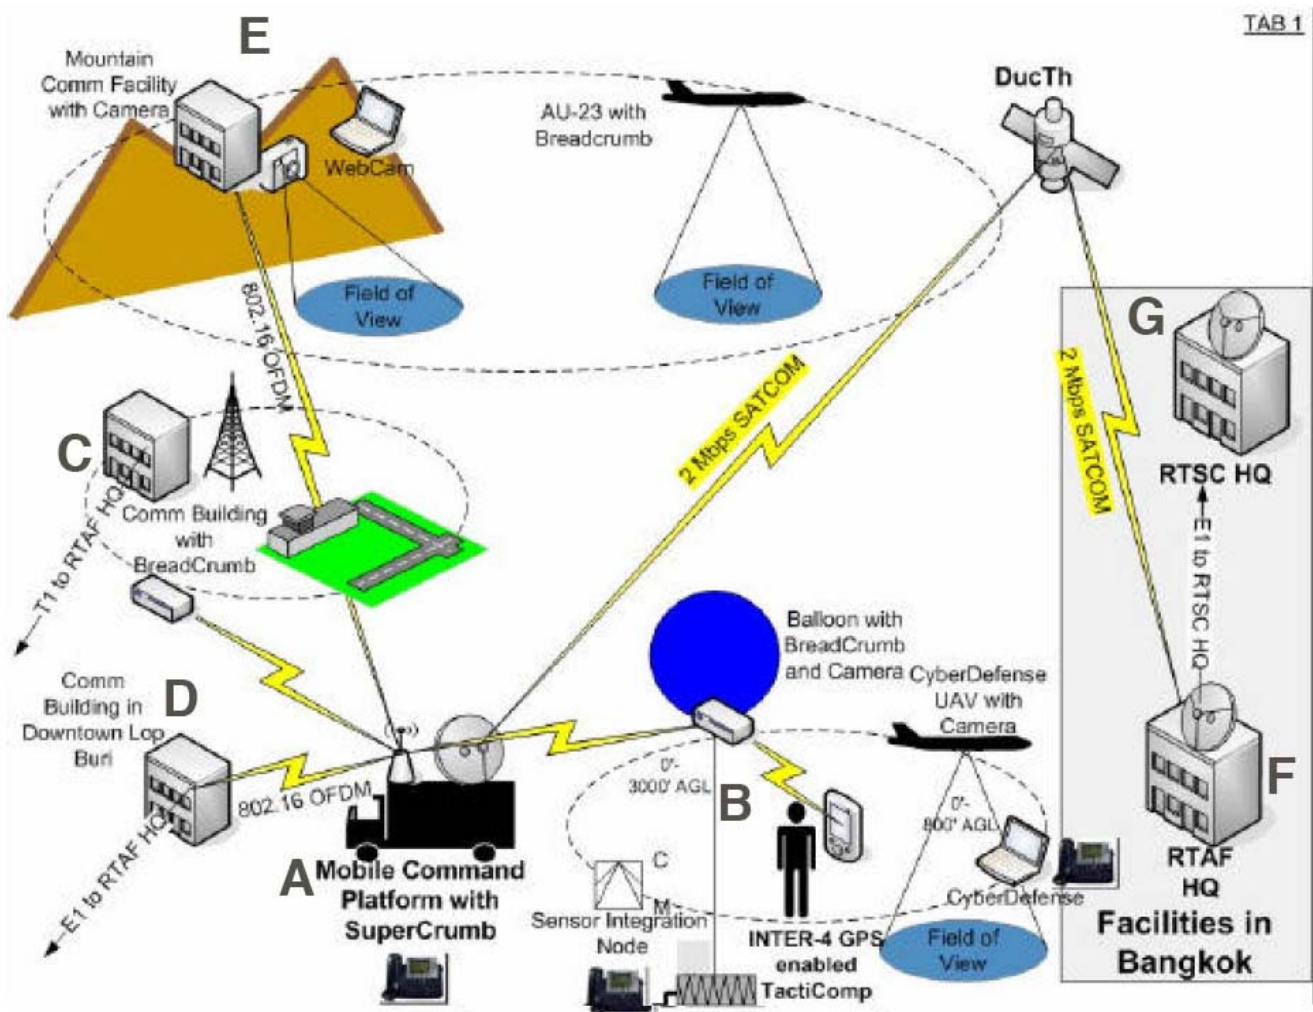 TAB 1
E
Mountain
Comm Facility
with Camera
WebCam
AU-23 with
Breadcrumb
DucTh
Field of
View
Field of
View
802.16 OFDM
2 Mbps SATCOM
2 Mbps SATCOM
G
RTSC HQ
E1 to RTSC HQ
C
Comm Building
with
BreadCrumb
T1 to RTAF HQ
Comm
Building in
Downtown Lop
Buri
D
802.16 OFDM
E1 to RTAF HQ
Balloon with
BreadCrumb
and Camera
CyberDefense
UAV with
Camera
0'-
3000' AGL
B
0'-
800' AGL
F
A
Mobile Command
Platform with
SuperCrumb
C
M
Sensor Integration
Node
INTER-4 GPS
enabled
TactiComp
CyberDefense
Field of
View
RTAF
HQ
Facilities in
Bangkok